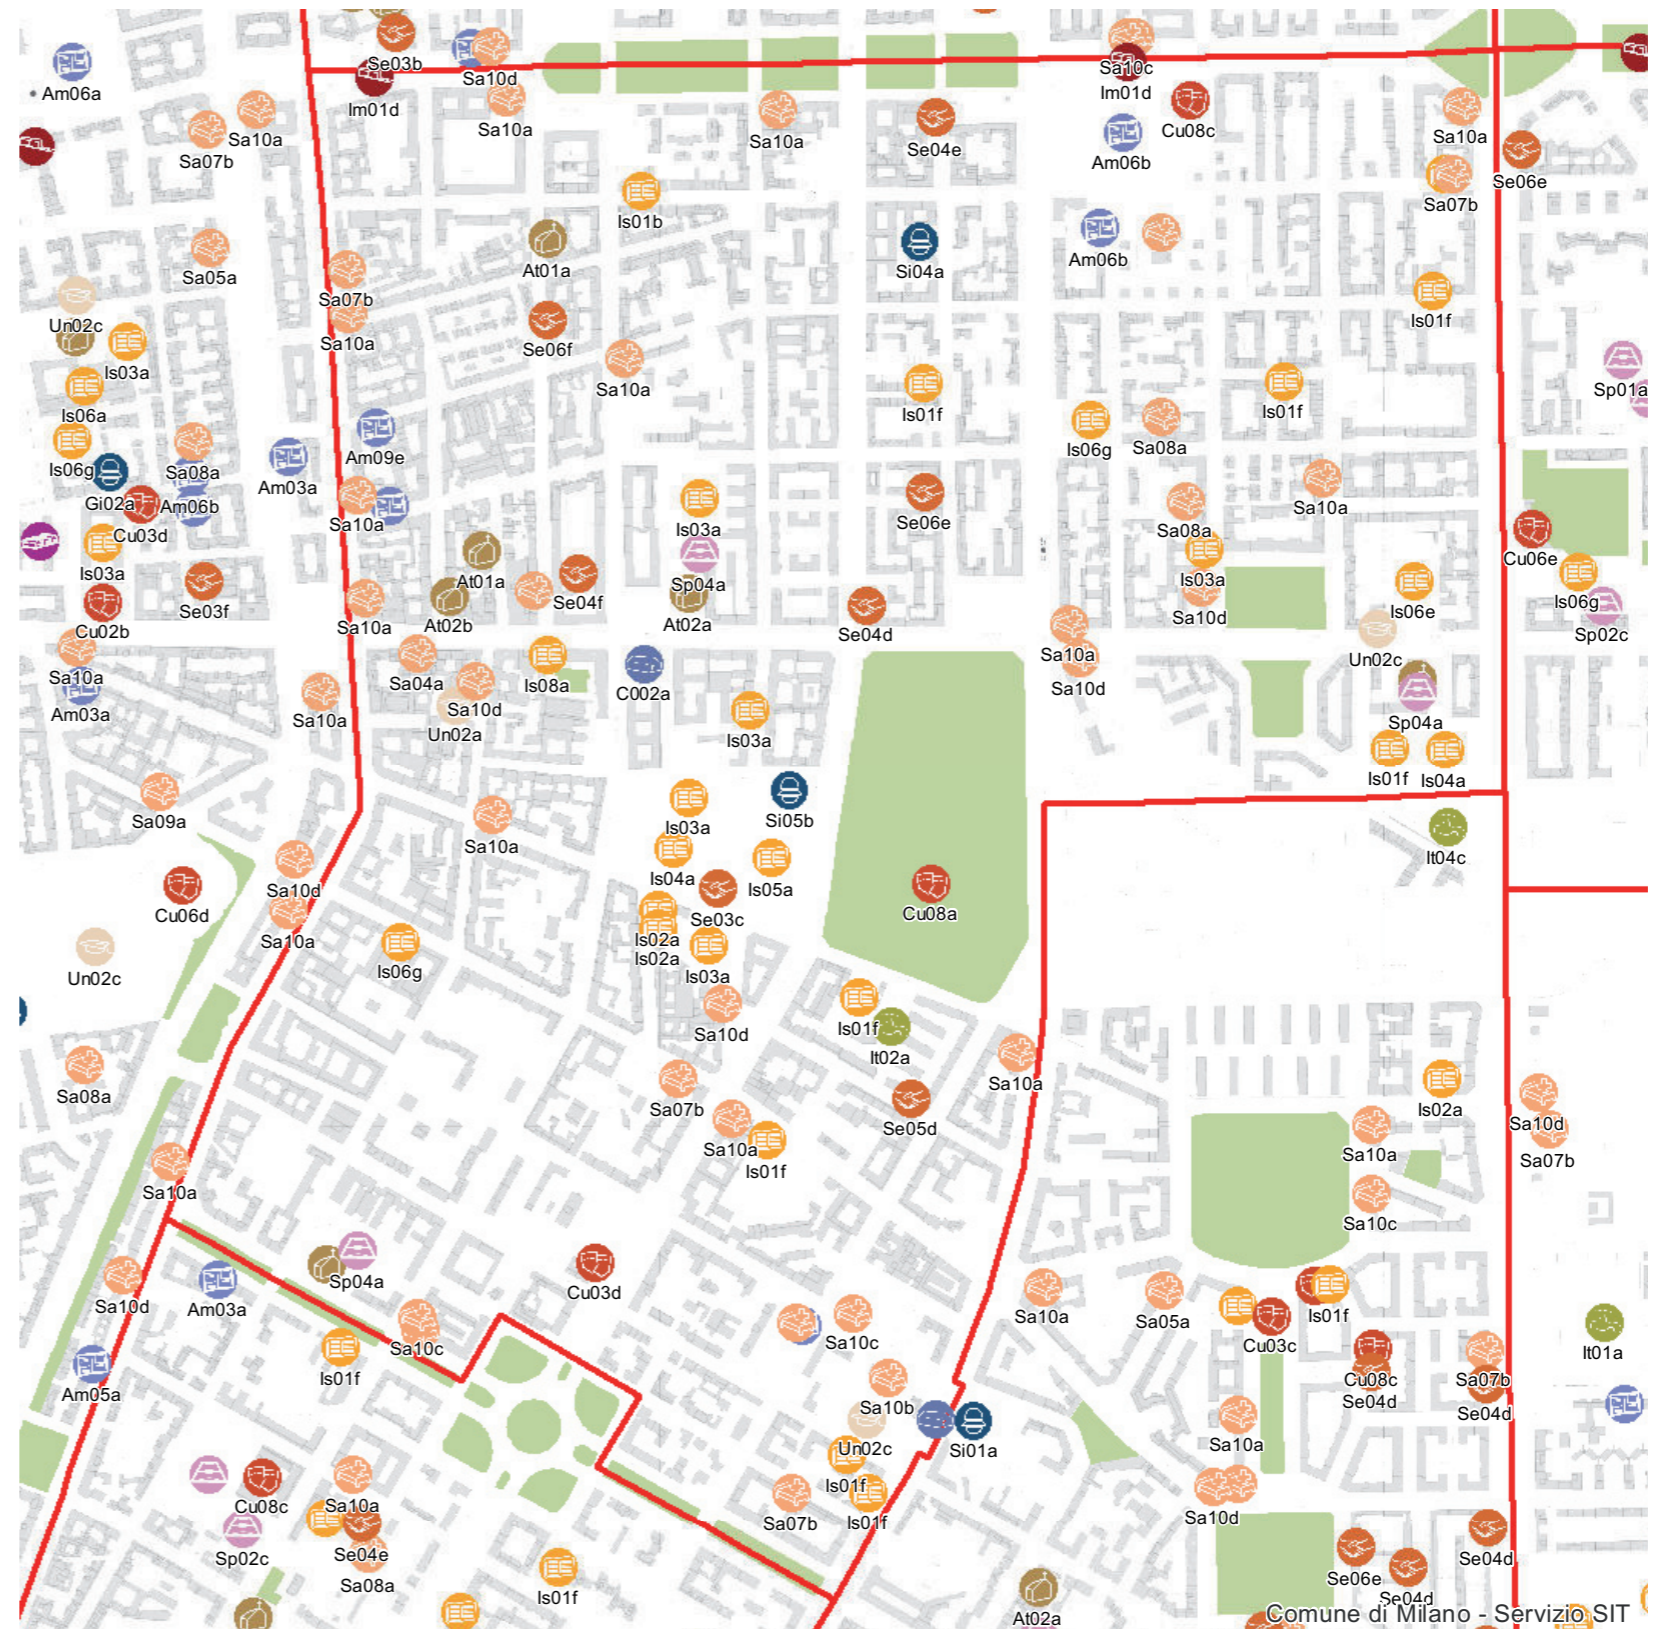 Se03b
Sa10d
Sa10c
Am06a
Im01d
Im01d
Sa10a
Sa10a
Sa10a
Cu08c
Sa10a
Sa07b
Se04e
Am06b
Se06e
Sa07b
Is01b
Sa05a
At01a
Si04a
Am06b
Sa07b
Un02c
Is01f
Sa10a
Se06f
Is03a
Sa10a
Sp01a
Is06a
Is01f
Is01f
Am09e
Is06g
Sa08a
Is06g
Sa08a
Am03a
Gi02a
Am06b
Sa10a
Is03a
Se06e
Sa10a
Cu03d
Sa08a
Cu06e
Is03a
At01a
Sp04a
Is03a
Se03f
Se04f
Is06e
Is06g
Cu02b
Sa10a
At02b
At02a
Se04d
Sa10d
Sp02c
Sa10a
Sa10a
Un02c
Sa04a
Is08a
C002a
Sa10d
Am03a
Sa10a
Sa10d
Un02a
Is03a
Sp04a
Is01f
Is04a
Sa09a
Sa10a
Is03a
Si05b
It04c
Is04a
Is05a
Sa10d
Cu06d
Se03c
Cu08a
Sa10a
Is02a
Is02a
Un02c
Is06g
Is03a
Sa10d
Is01f
It02a
Sa08a
Sa10a
Sa07b
Is02a
Se05d
Sa10d
Sa10a
Is01f
Sa10a
Sa07b
Sa10a
Sa10c
Sp04a
Cu03d
Sa10d
Am03a
Sa10a
Sa05a
Is01f
Sa10c
Sa10c
Cu03c
It01a
Is01f
Am05a
Sa10b
Cu08c
Sa07b
Se04d
Se04d
Un02c
Si01a
Sa10a
Is01f
Cu08c
Sa10a
Sa07b
Is01f
Sa10d
Sp02c
Se04e
Se04d
Sa08a
Is01f
Se06e
Se04d
At02a
Comune di Milano - Servizio SIT